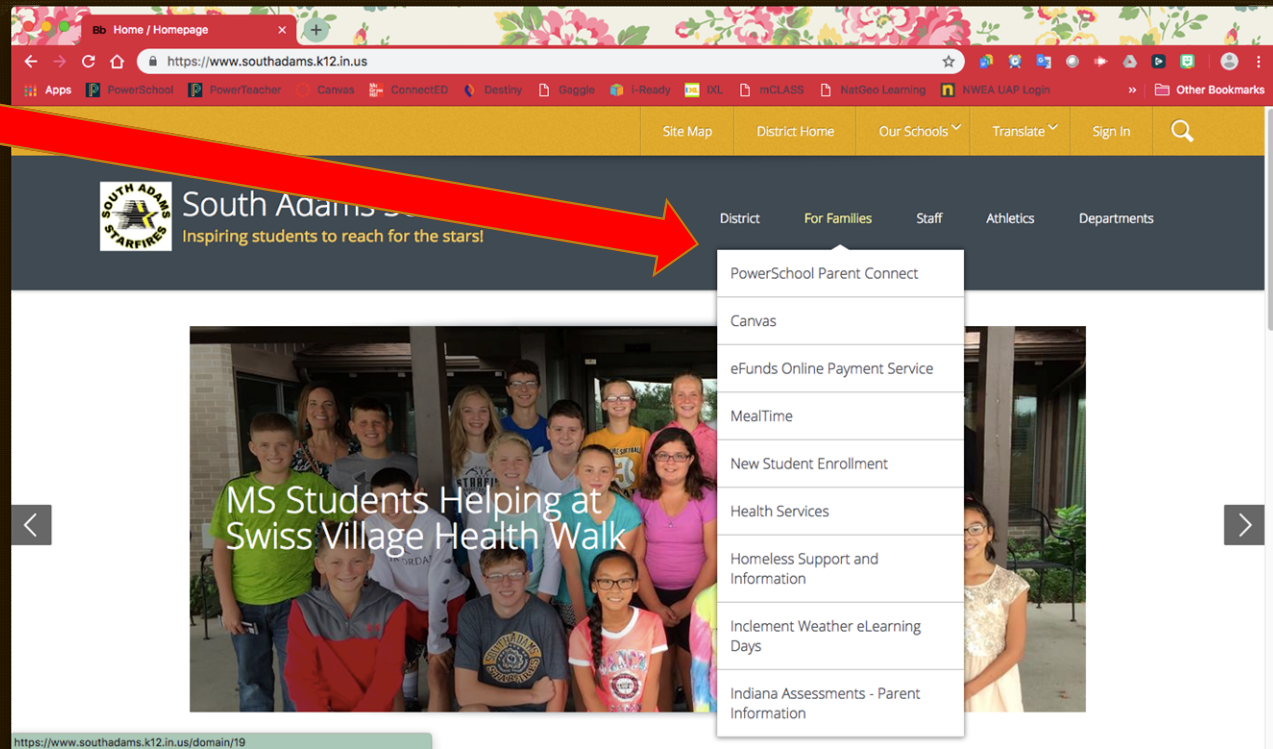 Bb Home / Homepage
https://www.southadams.k12.in.us
Apps PowerSchool PowerTeacher Canvas ConnectED Destiny Gaggle i-Ready IXL mCLASS NatGeo Learning NWEA UAP Login » Other Bookmarks
Site Map District Home Our Schools Translate Sign In
SOUTH ADAMS
STARFIRES
South Adams
Inspiring students to reach for the stars!
District For Families Staff Athletics Departments
PowerSchool Parent Connect
Canvas
eFunds Online Payment Service
MealTime
New Student Enrollment
Health Services
Homeless Support and
Information
Inclement Weather eLearning
Days
Indiana Assessments - Parent
Information
MS Students Helping at
Swiss Village Health Walk
https://www.southadams.k12.in.us/domain/19